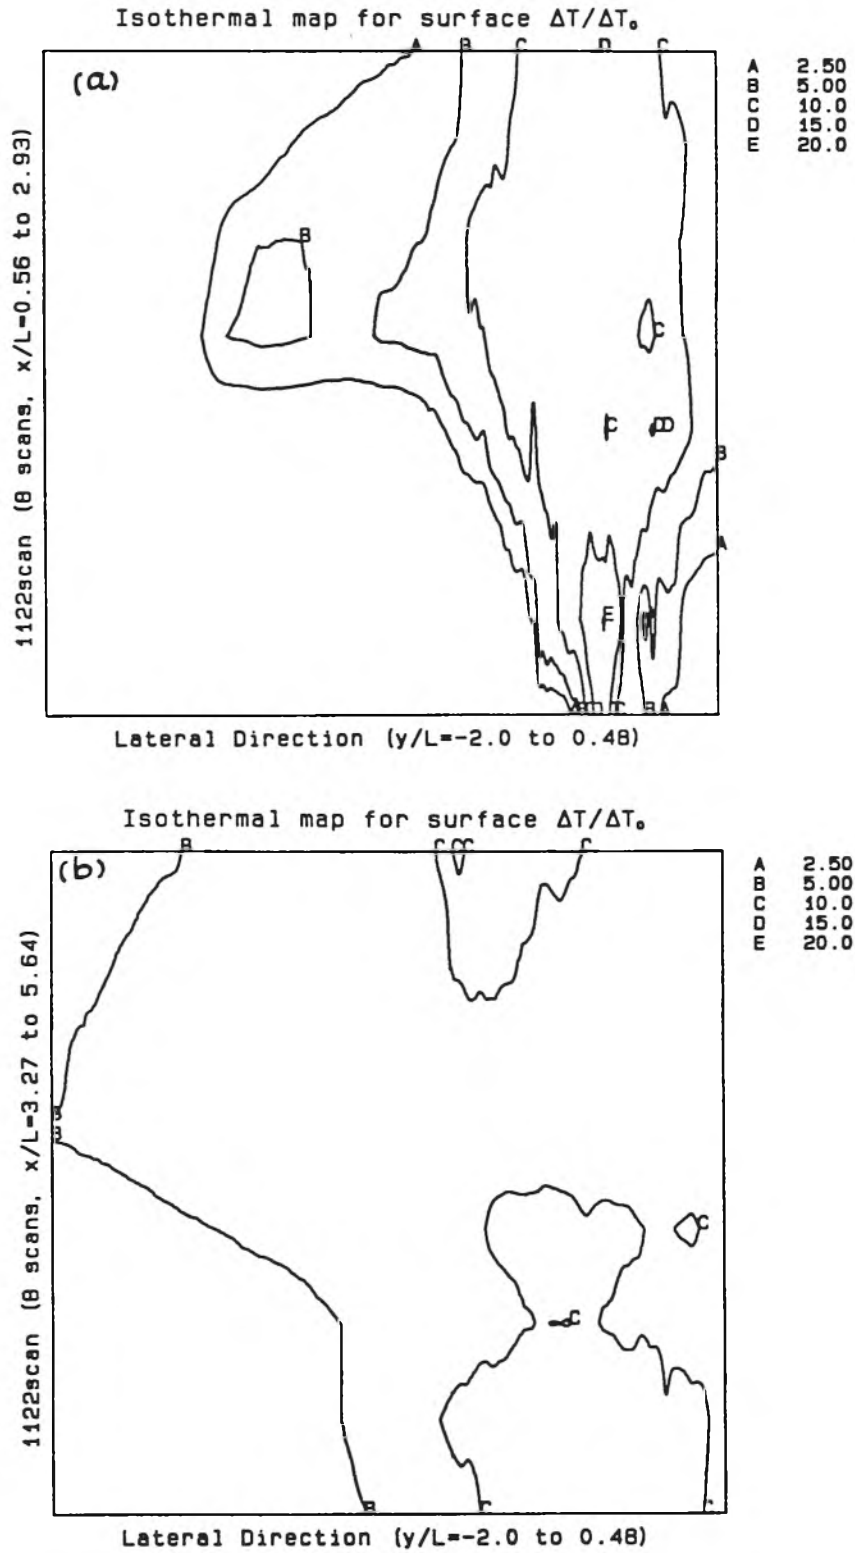 Isothermal map for surface ΔT/ΔT₀
A B C D C
(a)
A 2.50
B 5.00
C 10.0
D 15.0
E 20.0
B
C
C DD
B
A
E
B A
1122scan (8 scans, x/L=0.56 to 2.93)
Lateral Direction (y/L=-2.0 to 0.48)
Isothermal map for surface ΔT/ΔT₀
B C C C
(b)
A 2.50
B 5.00
C 10.0
D 15.0
E 20.0
B
B
C
C
B C C
1122scan (8 scans, x/L=3.27 to 5.64)
Lateral Direction (y/L=-2.0 to 0.48)